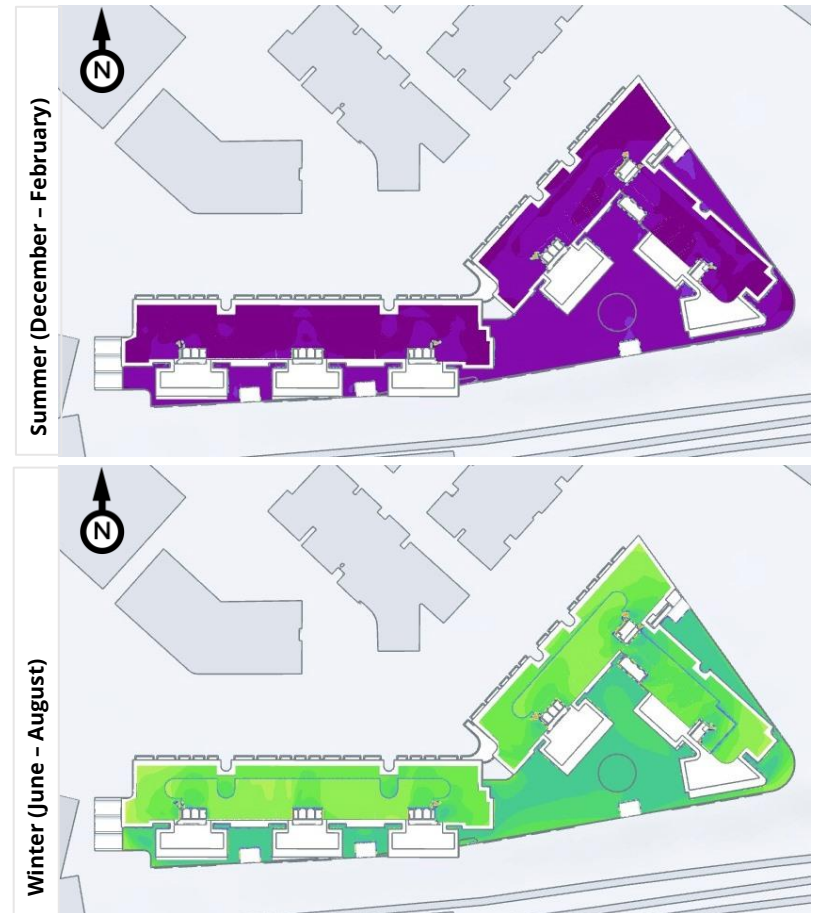 Summer (December – February)
N
Winter (June – August)
N